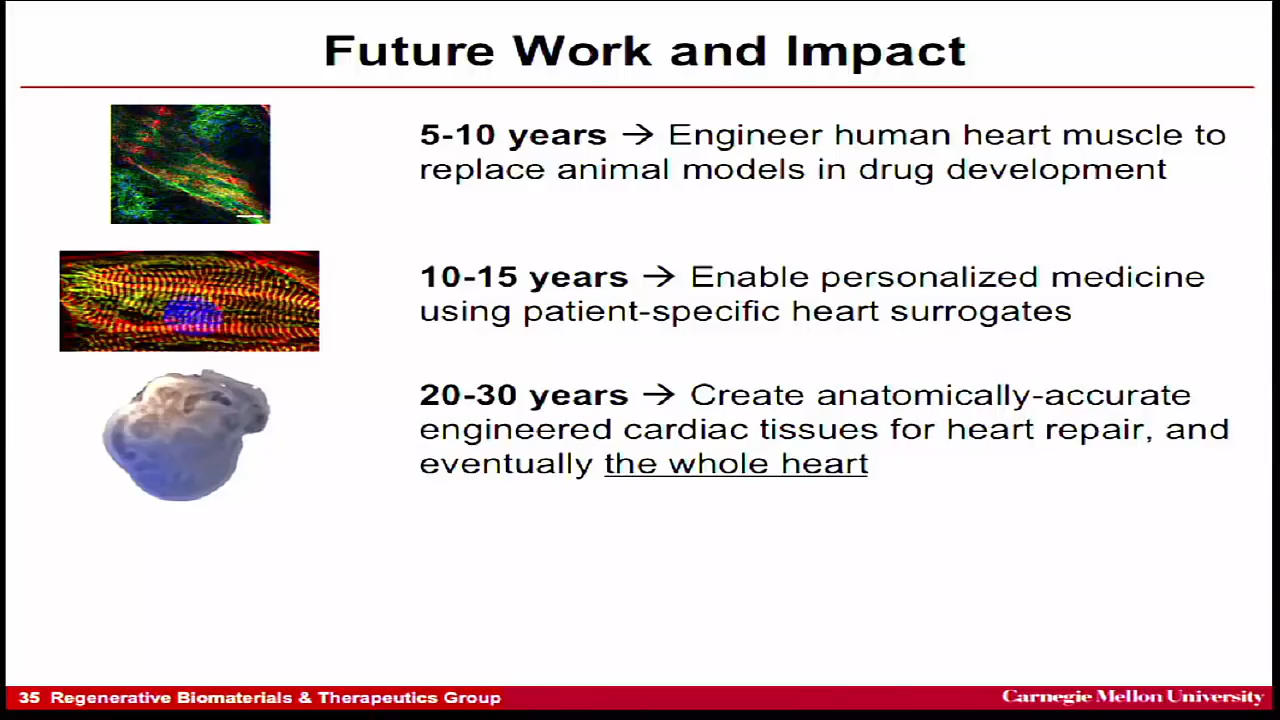 Future Work and Impact
5-10 years → Engineer human heart muscle to
replace animal models in drug development
10-15 years → Enable personalized medicine
using patient-specific heart surrogates
20-30 years → Create anatomically-accurate
engineered cardiac tissues for heart repair, and
eventually the whole heart
35 Regenerative Biomaterials & Therapeutics Group
Carnegie Mellon University